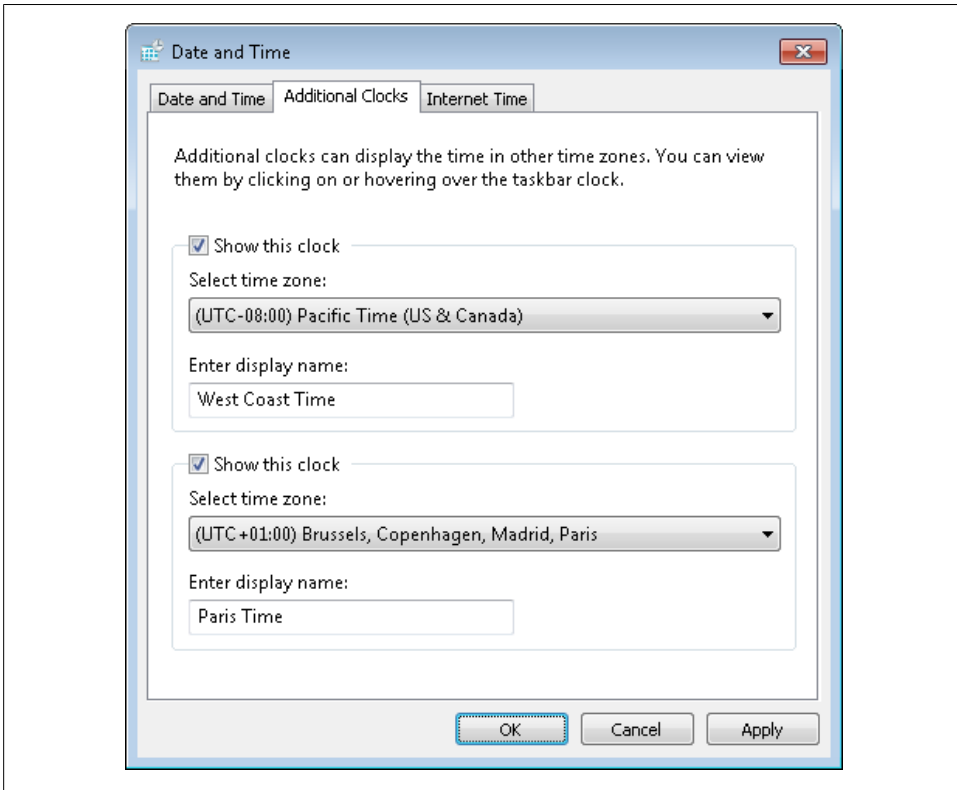 Date and Time
Date and Time
Additional Clocks
Internet Time
Additional clocks can display the time in other time zones. You can view
them by clicking on or hovering over the taskbar clock.
Show this clock
Select time zone:
(UTC-08:00) Pacific Time (US & Canada)
Enter display name:
West Coast Time
Show this clock
Select time zone:
(UTC+01:00) Brussels, Copenhagen, Madrid, Paris
Enter display name:
Paris Time
OK
Cancel
Apply